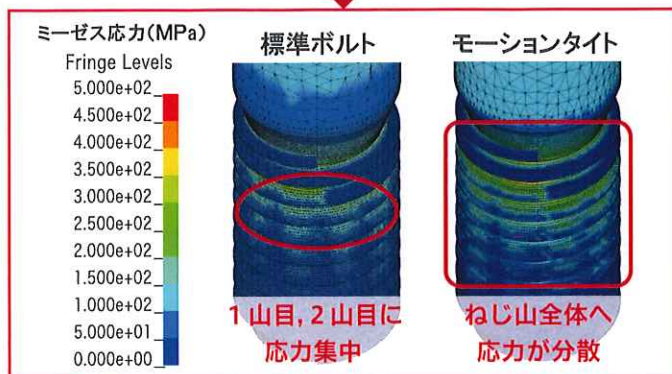 ミーゼス応力(MPa)
Fringe Levels
5.000e+02
4.500e+02
4.000e+02
3.500e+02
3.000e+02
2.500e+02
2.000e+02
1.500e+02
1.000e+02
5.000e+01
0.000e+00
標準ボルト
1山目,2山目に
応力集中
モーションタイト
ねじ山全体へ
応力が分散